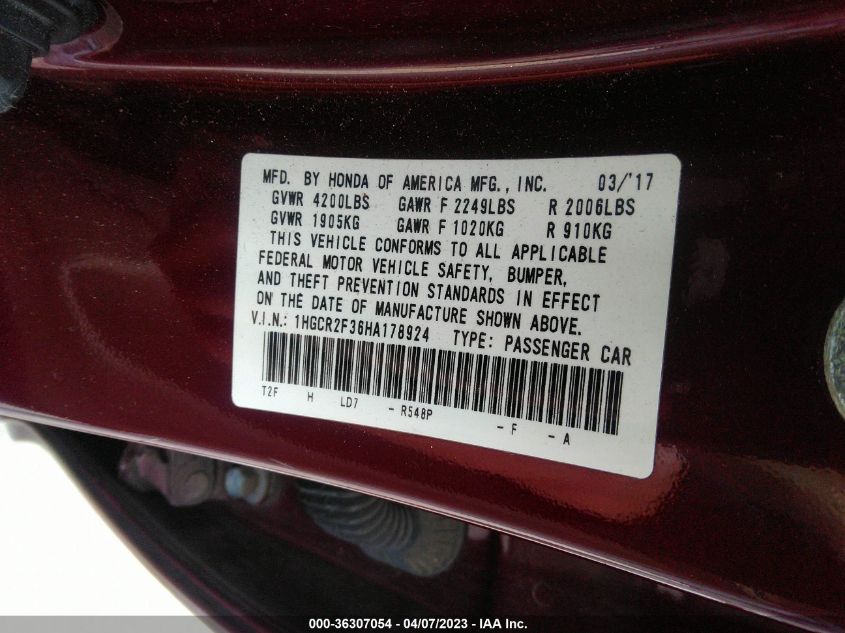 MFD. BY HONDA OF AMERICA MFG., INC. 03/'17
GVWR 4200LBS GAWR F 2249LBS R 2006LBS
GVWR 1905KG GAWR F 1020KG R 910KG
THIS VEHICLE CONFORMS TO ALL APPLICABLE
FEDERAL MOTOR VEHICLE SAFETY, BUMPER,
AND THEFT PREVENTION STANDARDS IN EFFECT
ON THE DATE OF MANUFACTURE SHOWN ABOVE.
V.I.N.: 1HGCR2F36HA178924 TYPE: PASSENGER CAR
T2F H LD7 - R548P - F - A
000-36307054 - 04/07/2023 - IAA Inc.